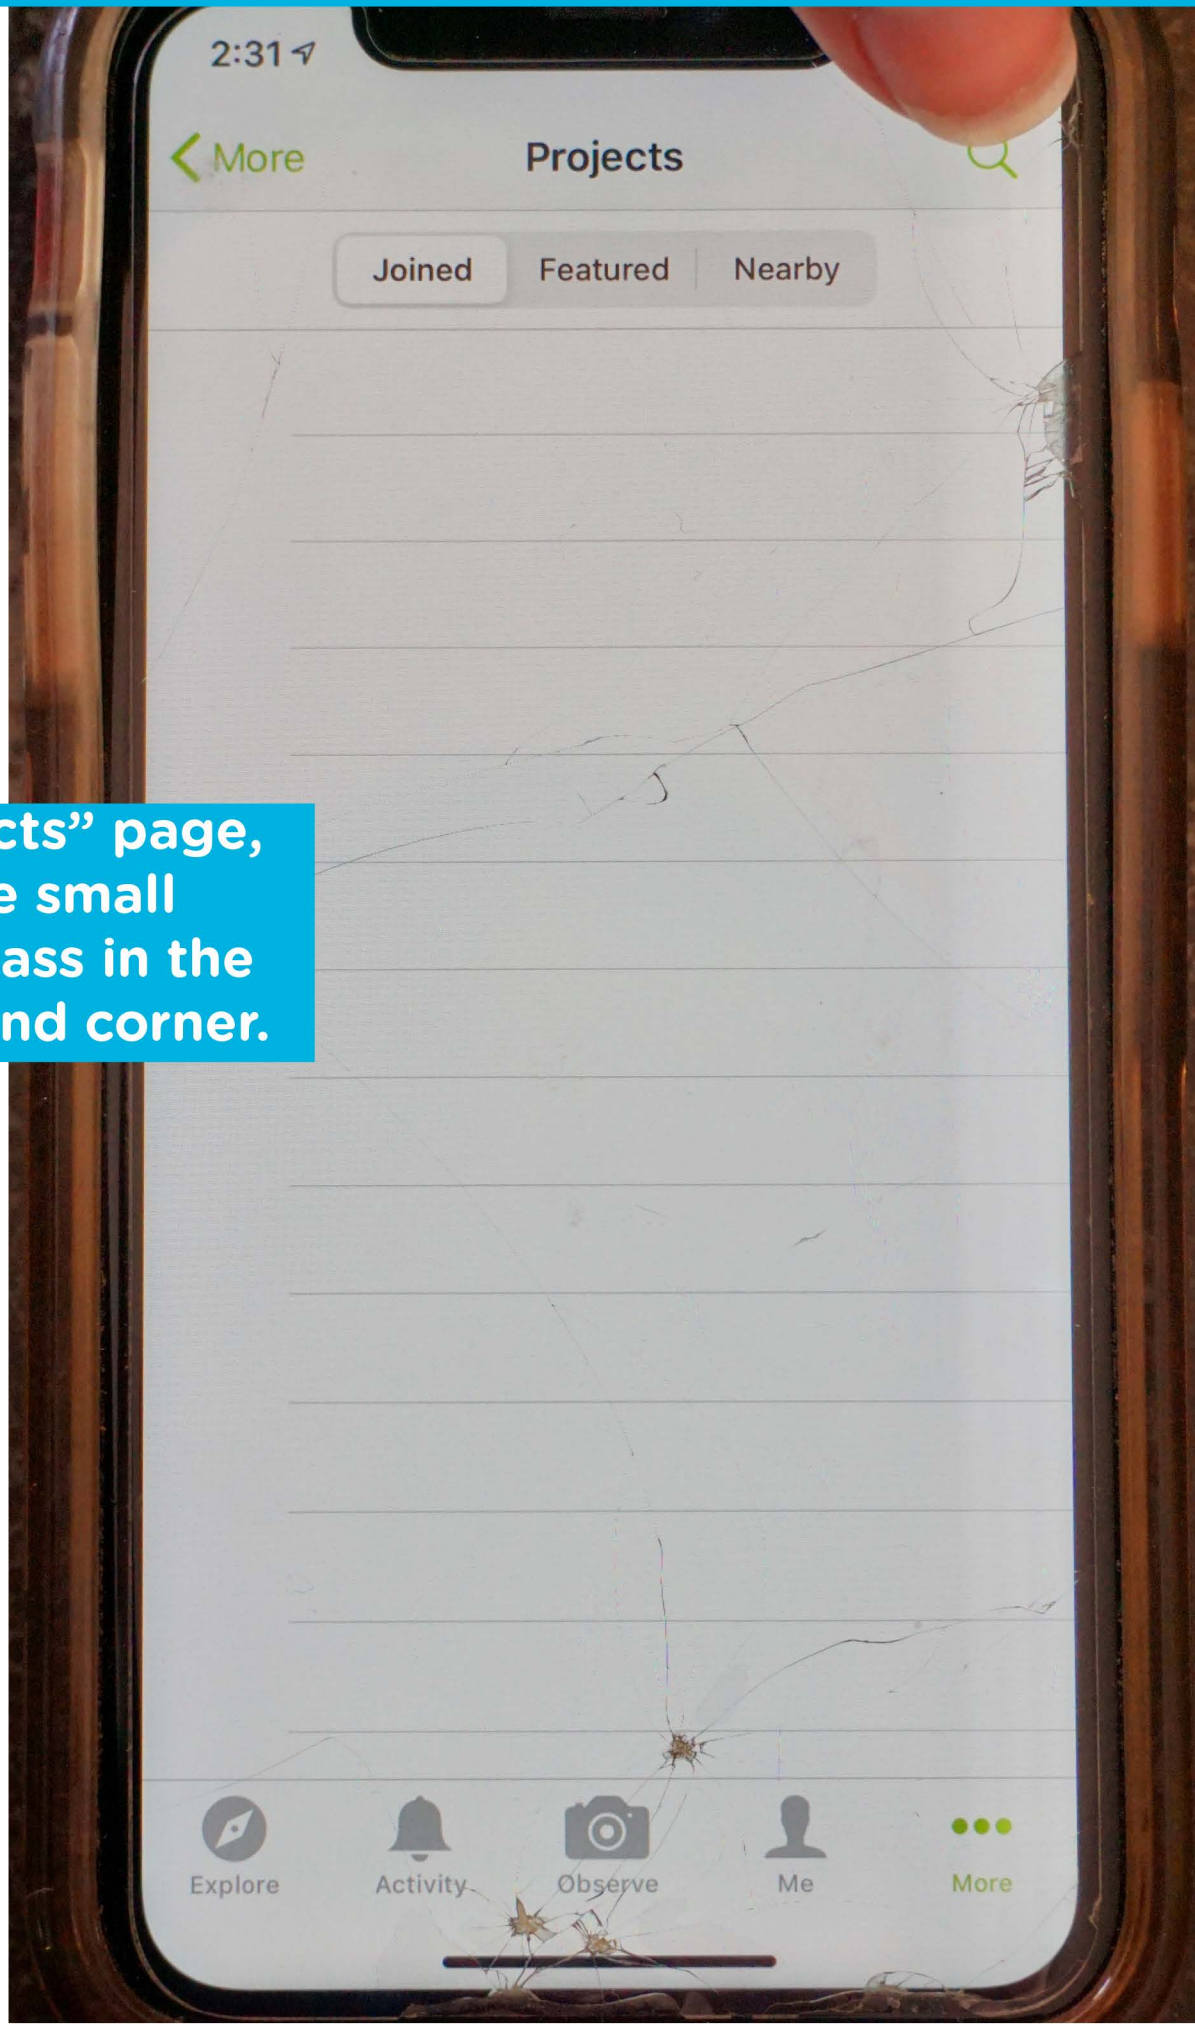 2:31
More
Projects
Joined
Featured
Nearby
cts” page,
e small
ass in the
nd corner.
Explore
Activity
Observe
Me
More